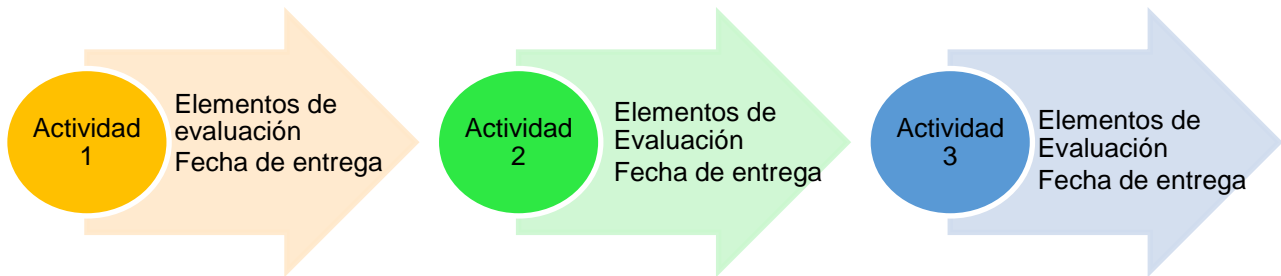 Actividad
1
Elementos de
evaluación
Fecha de entrega
Actividad
2
Elementos de
Evaluación
Fecha de entrega
Actividad
3
Elementos de
Evaluación
Fecha de entrega